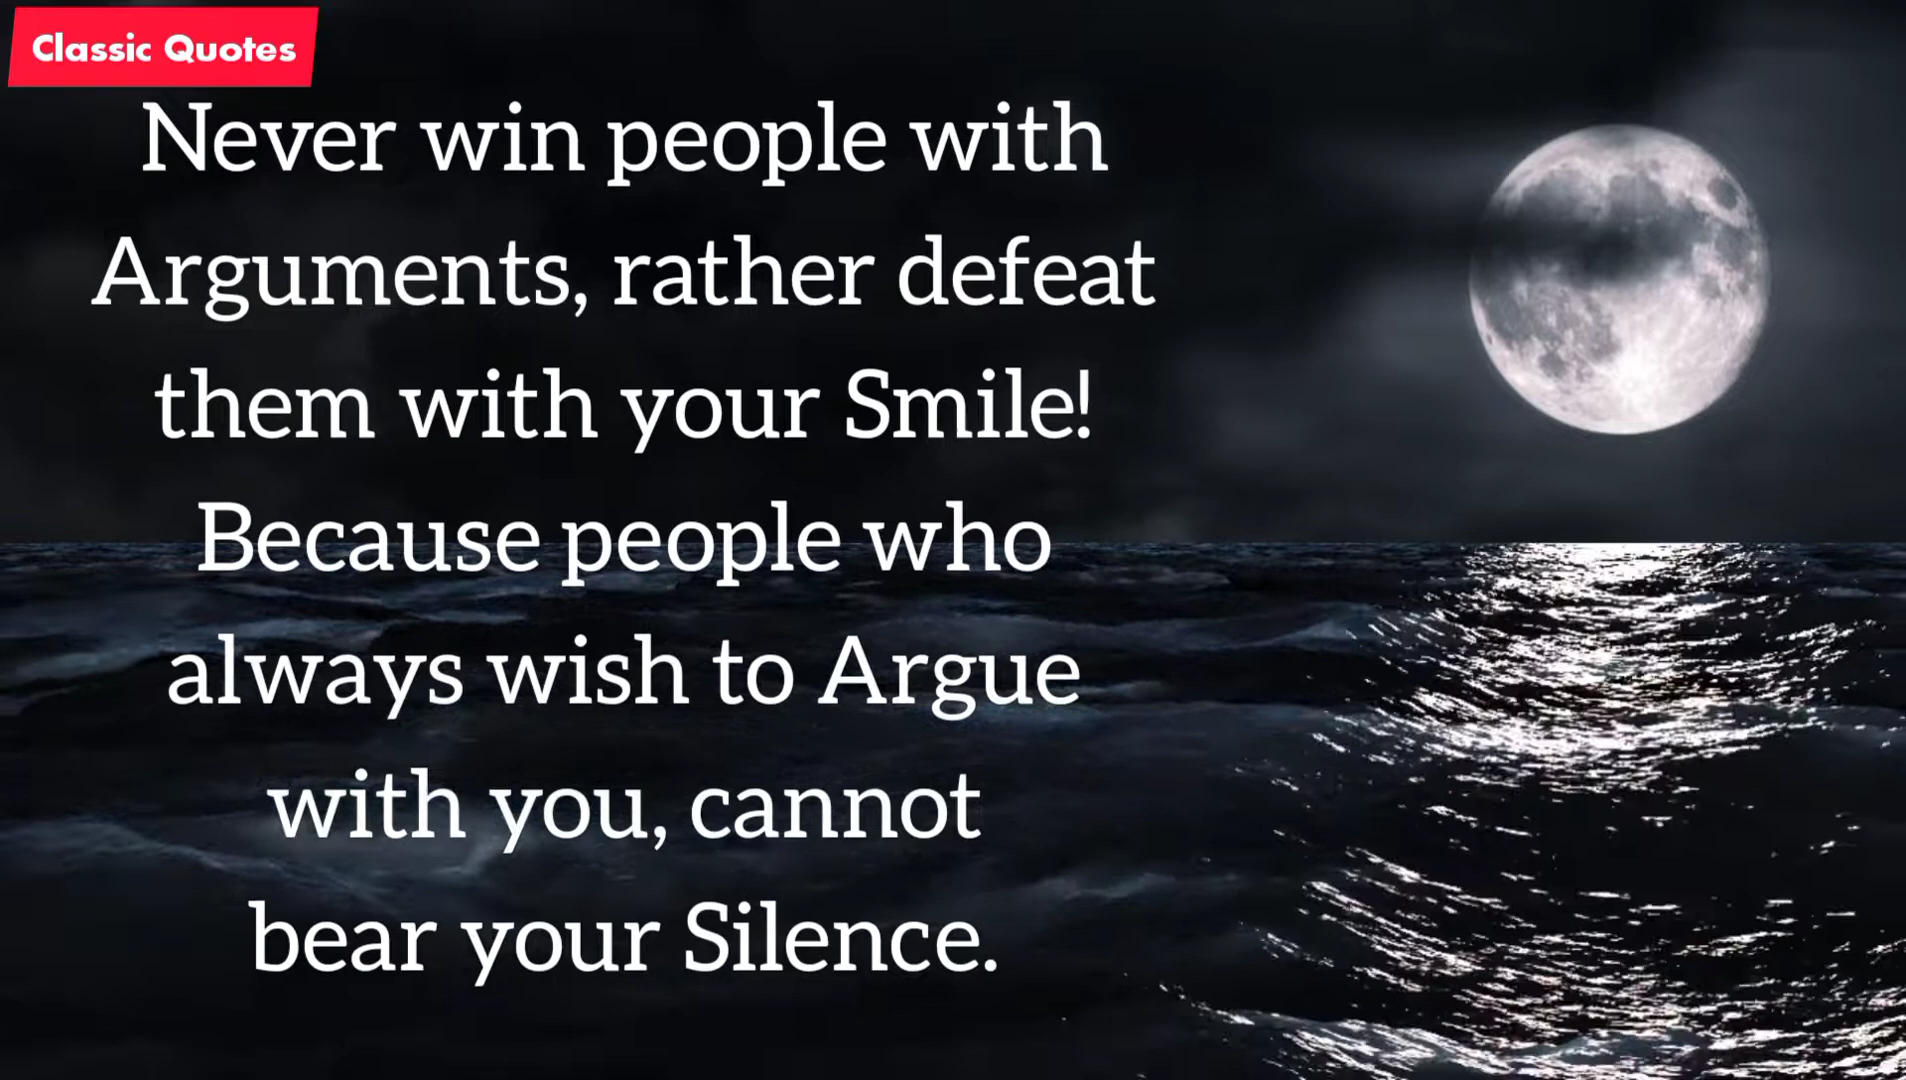 Classic Quotes
Never win people with
Arguments, rather defeat
them with your Smile!
Because people who
always wish to Argue
with you, cannot
bear your Silence.